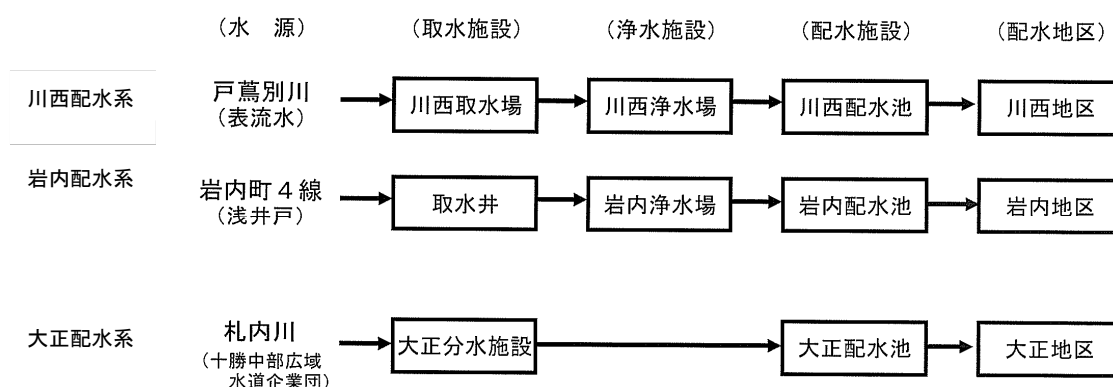 （水　源）　（取水施設）　（浄水施設）　（配水施設）　（配水地区）
川西配水系　戸蔦別川　川西取水場　川西浄水場　川西配水池　川西地区
（表流水）
岩内配水系　岩内町４線　取水井　岩内浄水場　岩内配水池　岩内地区
（浅井戸）
大正配水系　札内川　大正分水施設　大正配水池　大正地区
（十勝中部広域
水道企業団）